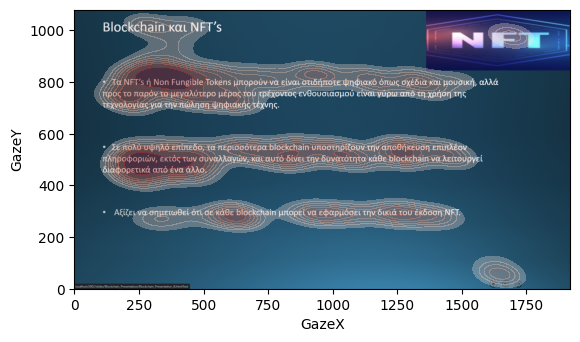 Blockchain και NFT's
NFT
• Τα NFT's ή Non Fungible Tokens μπορούν να είναι οτιδήποτε ψηφιακό όπως σχέδια και μουσική, αλλά
προς το παρόν το μεγαλύτερο μέρος του τρέχοντος ενθουσιασμού είναι γύρω από τη χρήση της
τεχνολογίας για την πώληση ψηφιακής τέχνης.
• Σε πολύ υψηλό επίπεδο, τα περισσότερα blockchain υποστηρίζουν την αποθήκευση επιπλέον
πληροφοριών, εκτός των συναλλαγών, και αυτό δίνει την δυνατότητα κάθε blockchain να λειτουργεί
διαφορετικά από ένα άλλο.
• Αξίζει να σημειωθεί ότι σε κάθε blockchain μπορεί να εφαρμόσει την δικιά του έκδοση NFT.
GazeY
1000
800
600
400
200
0
0 250 500 750 1000 1250 1500 1750
GazeX